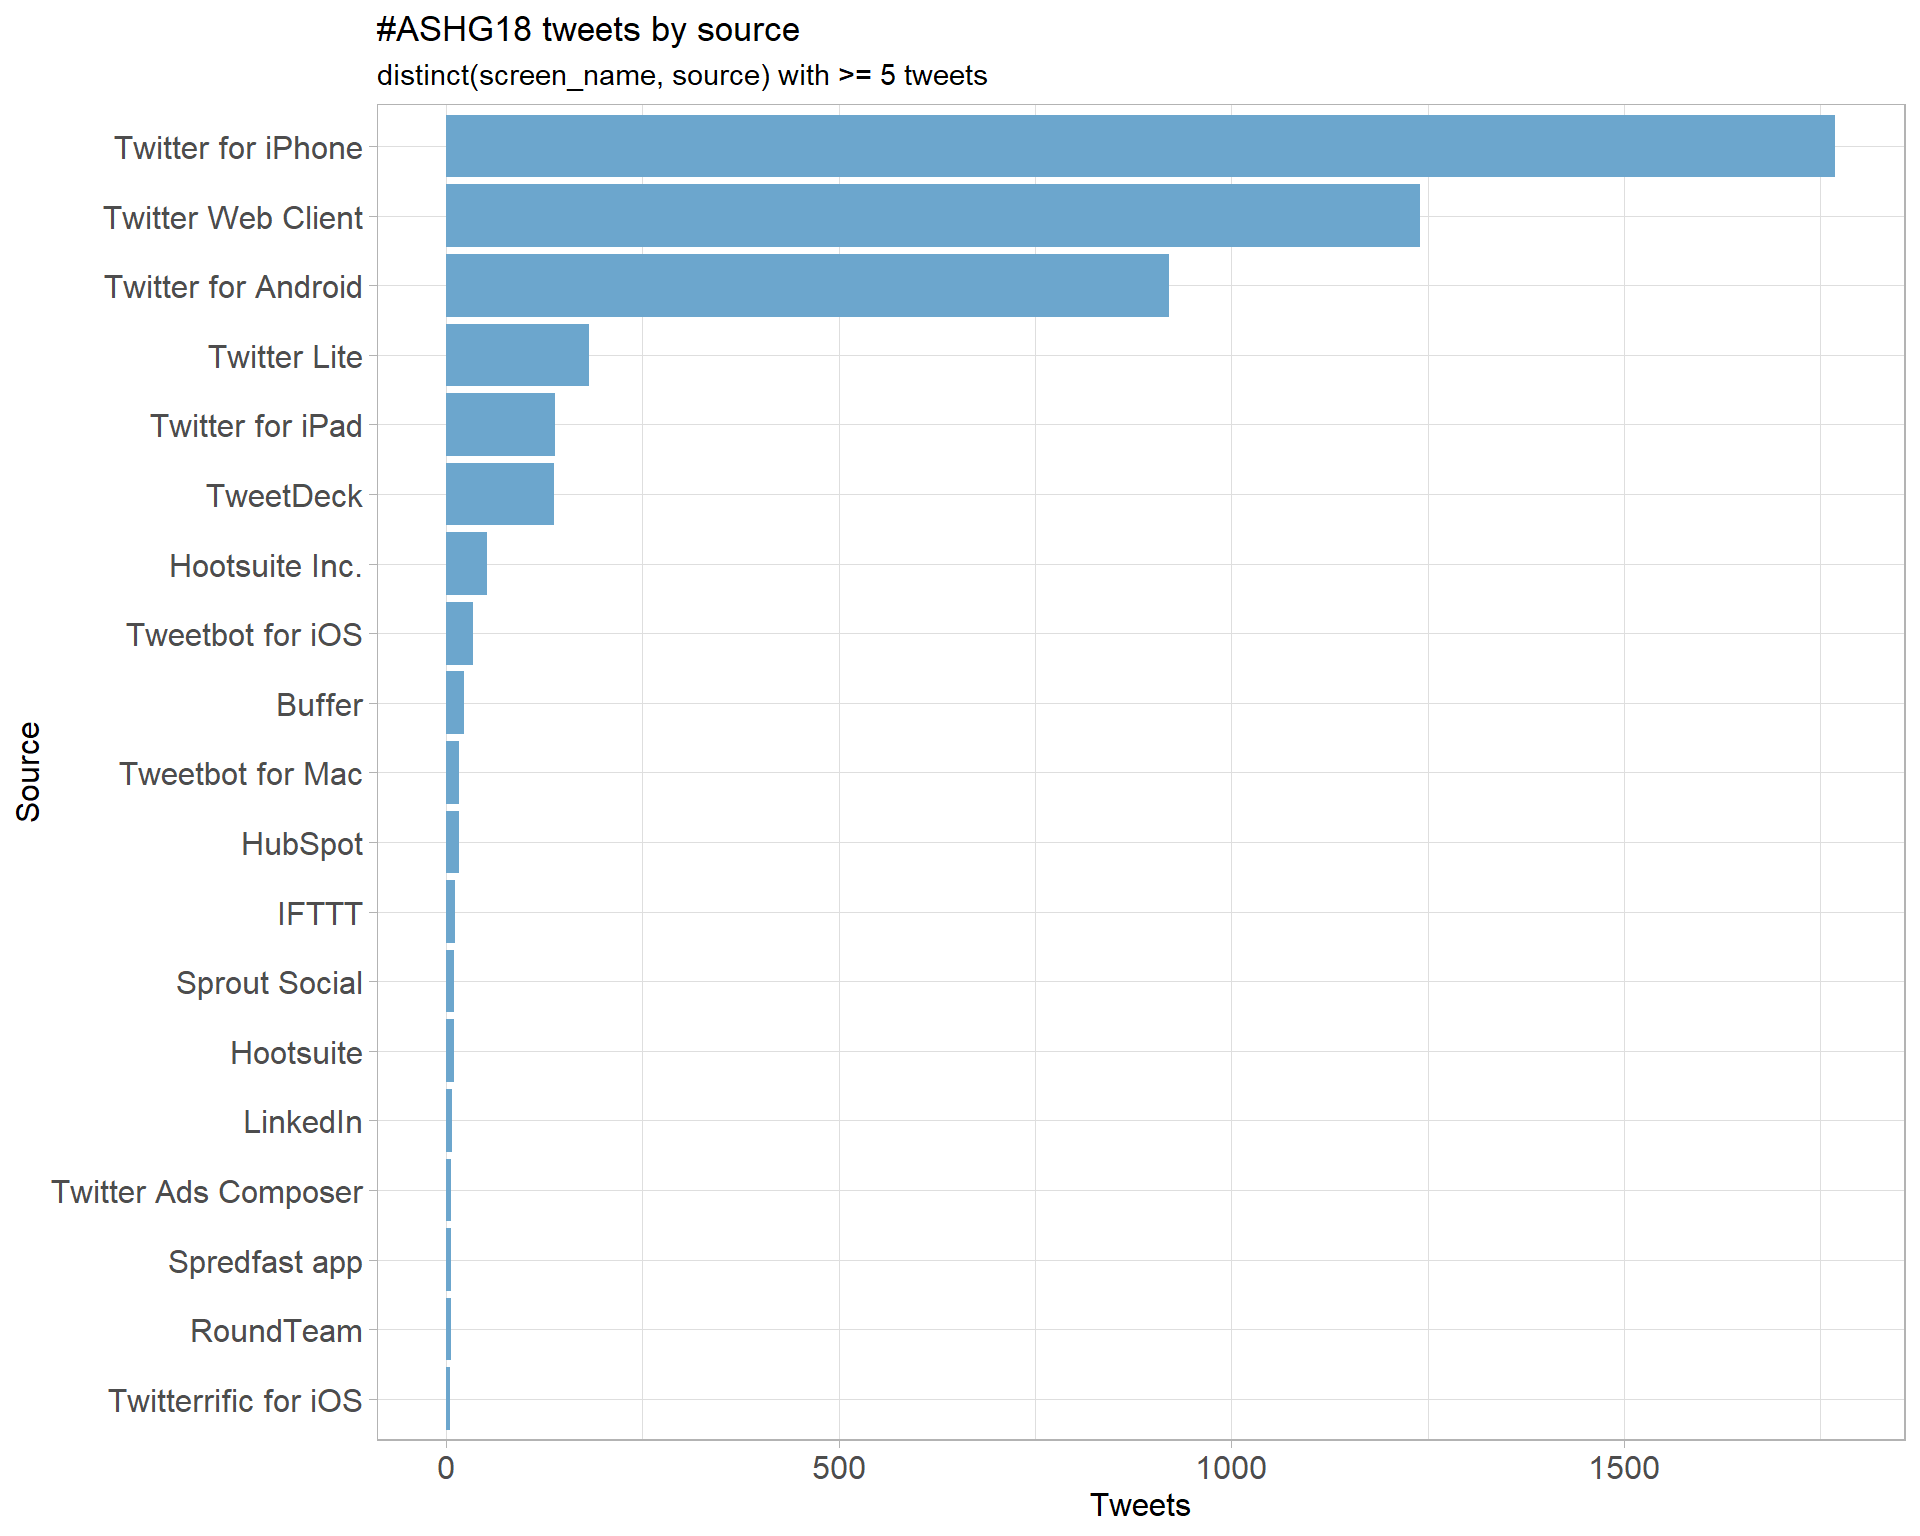 #ASHG18 tweets by source
distinct(screen_name, source) with >= 5 tweets
Twitter for iPhone
Twitter Web Client
Twitter for Android
Twitter Lite
Twitter for iPad
TweetDeck
Hootsuite Inc.
Tweetbot for iOS
Buffer
Tweetbot for Mac
HubSpot
IFTTT
Sprout Social
Hootsuite
LinkedIn
Twitter Ads Composer
Spredfast app
RoundTeam
Twitterrific for iOS
Source
0 500 1000 1500
Tweets